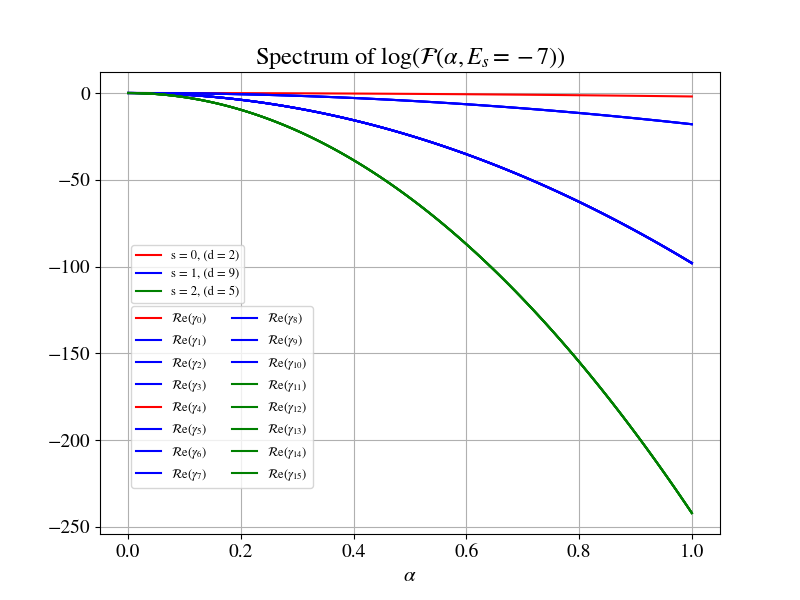 Spectrum of log(ℱ(α, E_s = −7))
0
−50
−100
−150
−200
−250
s = 0, (d = 2)
s = 1, (d = 9)
s = 2, (d = 5)
ℛe(γ₀) ℛe(γ₈)
ℛe(γ₁) ℛe(γ₉)
ℛe(γ₂) ℛe(γ₁₀)
ℛe(γ₃) ℛe(γ₁₁)
ℛe(γ₄) ℛe(γ₁₂)
ℛe(γ₅) ℛe(γ₁₃)
ℛe(γ₆) ℛe(γ₁₄)
ℛe(γ₇) ℛe(γ₁₅)
0.0 0.2 0.4 0.6 0.8 1.0
α